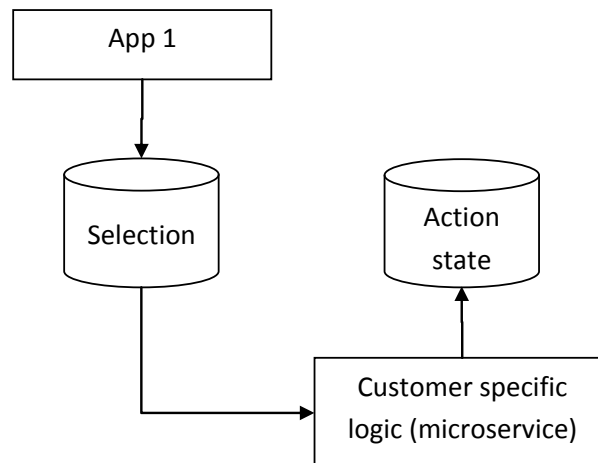 App 1
Selection
Action
state
Customer specific
logic (microservice)